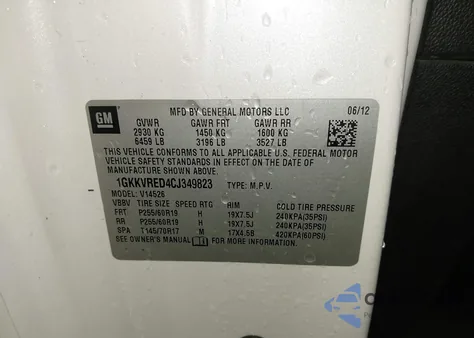 GM
MFD BY GENERAL MOTORS LLC 06/12
GVWR GAWR FRT GAWR RR
2930 KG 1450 KG 1600 KG
6459 LB 3196 LB 3527 LB
THIS VEHICLE CONFORMS TO ALL APPLICABLE U.S. FEDERAL MOTOR
VEHICLE SAFETY STANDARDS IN EFFECT ON THE DATE OF
MANUFACTURE SHOWN ABOVE.
1GKKVRED4CJ349823 TYPE: M.P.V.
MODEL: V14526
VBBV TIRE SIZE SPEED RTG RIM COLD TIRE PRESSURE
FRT P255/60R19 H 19X7.5J 240KPA(35PSI)
RR P255/60R19 H 19X7.5J 240KPA(35PSI)
SPA T145/70R17 M 17X4.5B 420KPA(60PSI)
SEE OWNER'S MANUAL FOR MORE INFORMATION.